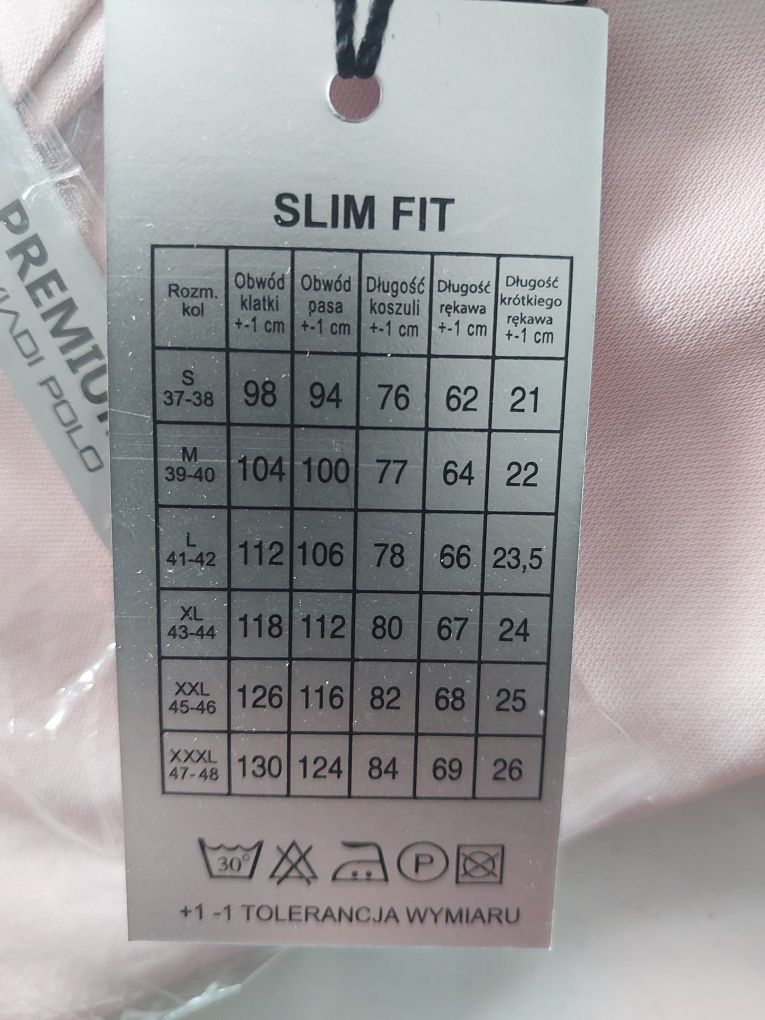 SLIM FIT
Rozm. kol Obwód klatki +-1 cm Obwód pasa +-1 cm Długość koszuli +-1 cm Długość rękawa +-1 cm Długość krótkiego rękawa +-1 cm
S 37-38 98 94 76 62 21
M 39-40 104 100 77 64 22
L 41-42 112 106 78 66 23,5
XL 43-44 118 112 80 67 24
XXL 45-46 126 116 82 68 25
XXXL 47-48 130 124 84 69 26
30° P
+1 -1 TOLERANCJA WYMIARU
POLO